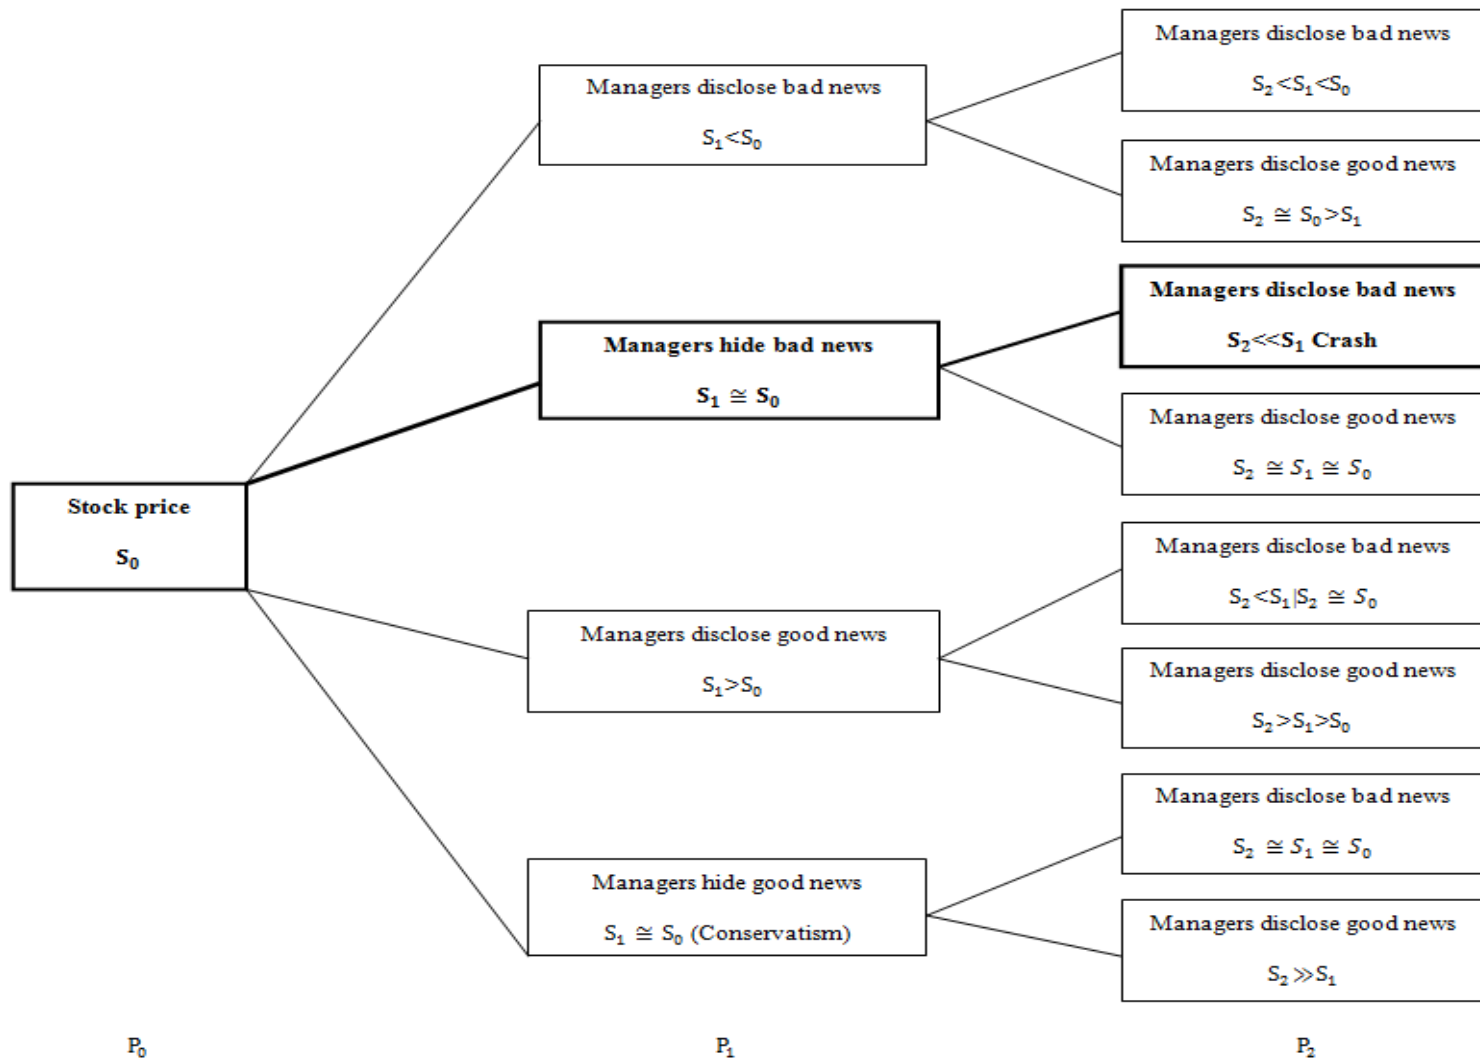 Stock price
S₀
Managers disclose bad news
S₁<S₀
Managers hide bad news
S₁ ≅ S₀
Managers disclose good news
S₁>S₀
Managers hide good news
S₁ ≅ S₀ (Conservatism)
Managers disclose bad news
S₂<S₁<S₀
Managers disclose good news
S₂ ≅ S₀>S₁
Managers disclose bad news
S₂<<S₁ Crash
Managers disclose good news
S₂ ≅ S₁ ≅ S₀
Managers disclose bad news
S₂<S₁|S₂ ≅ S₀
Managers disclose good news
S₂>S₁>S₀
Managers disclose bad news
S₂ ≅ S₁ ≅ S₀
Managers disclose good news
S₂≫S₁
P₀
P₁
P₂